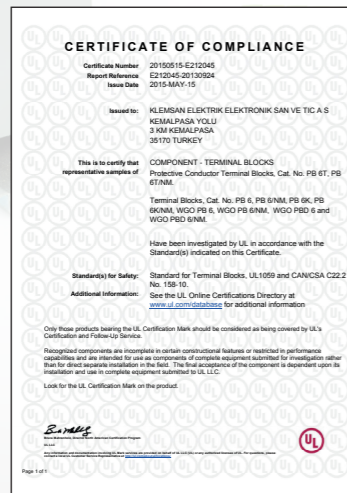 CERTIFICATE OF COMPLIANCE
Certificate Number 20150515-E212045
Report Reference E212045-20130924
Issue Date 2015-MAY-15
Issued to: KLEMSAN ELEKTRIK ELEKTRONIK SAN VE TIC A S
KEMALPASA YOLU
3 KM KEMALPASA
35170 TURKEY
This is to certify that COMPONENT - TERMINAL BLOCKS
representative samples of Protective Conductor Terminal Blocks, Cat. No. PB 6T, PB
6T/NM.
Terminal Blocks, Cat. No. PB 6, PB 6/NM, PB 6K, PB
6K/NM, WGO PB 6, WGO PB 6/NM, WGO PBD 6 and
WGO PBD 6/NM.
Have been investigated by UL in accordance with the
Standard(s) indicated on this Certificate.
Standard(s) for Safety: Standard for Terminal Blocks, UL1059 and CAN/CSA C22.2
No. 158-10.
Additional Information: See the UL Online Certifications Directory at
www.ul.com/database for additional information
Only those products bearing the UL Certification Mark should be considered as being covered by UL's
Certification and Follow-Up Service.
Recognized components are incomplete in certain constructional features or restricted in performance
capabilities and are intended for use as components of complete equipment submitted for investigation rather
than for direct separate installation in the field. The final acceptance of the component is dependent upon its
installation and use in complete equipment submitted to UL LLC.
Look for the UL Certification Mark on the product.
UL
Page 1 of 1